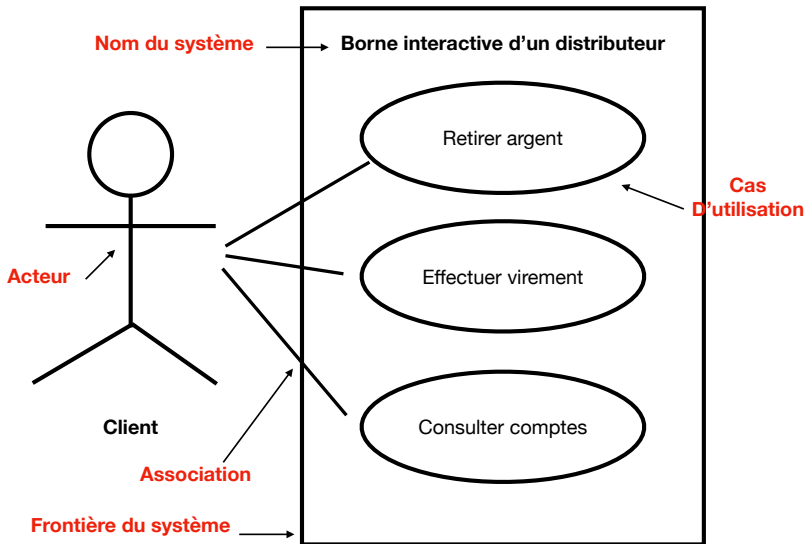 Nom du système
Borne interactive d'un distributeur
Retirer argent
Cas
D'utilisation
Acteur
Effectuer virement
Client
Consulter comptes
Association
Frontière du système